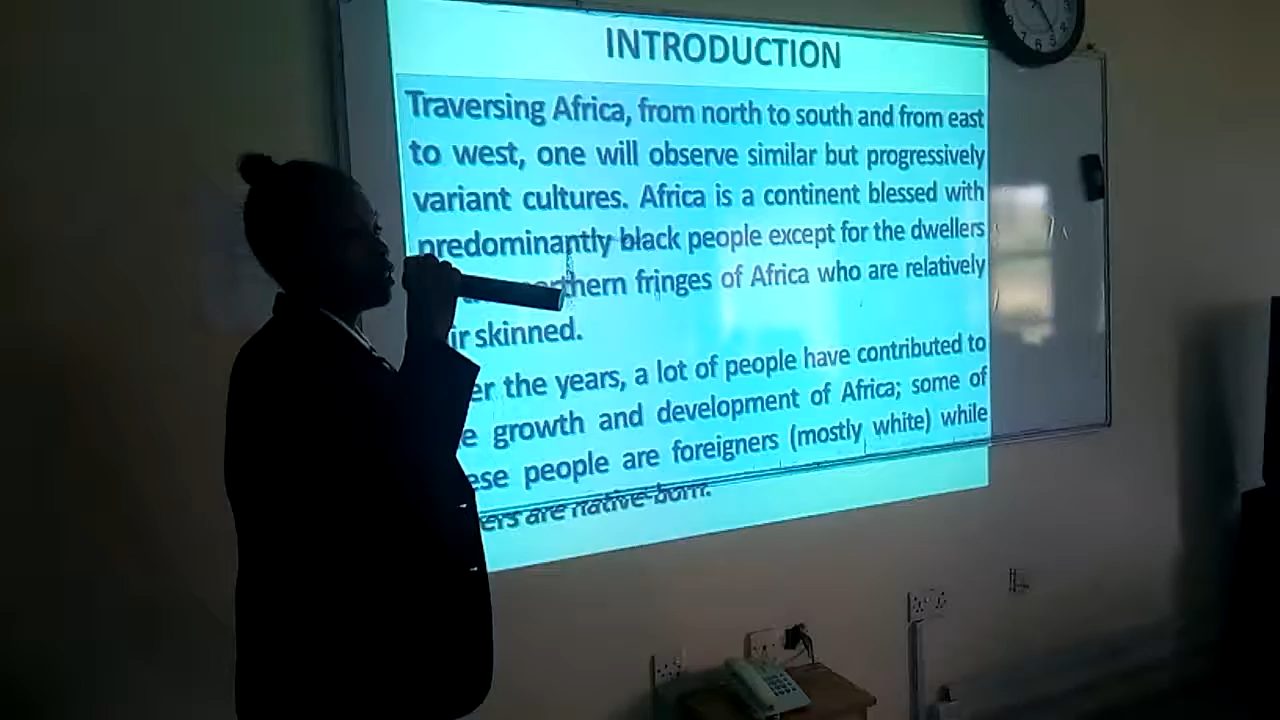 INTRODUCTION
Traversing Africa, from north to south and from east
to west, one will observe similar but progressively
variant cultures. Africa is a continent blessed with
predominantly black people except for the dwellers
fringes of Africa who are relatively
skinned.
the years, a lot of people have contributed to
growth and development of Africa; some of
people are foreigners (mostly white) while
are native born.